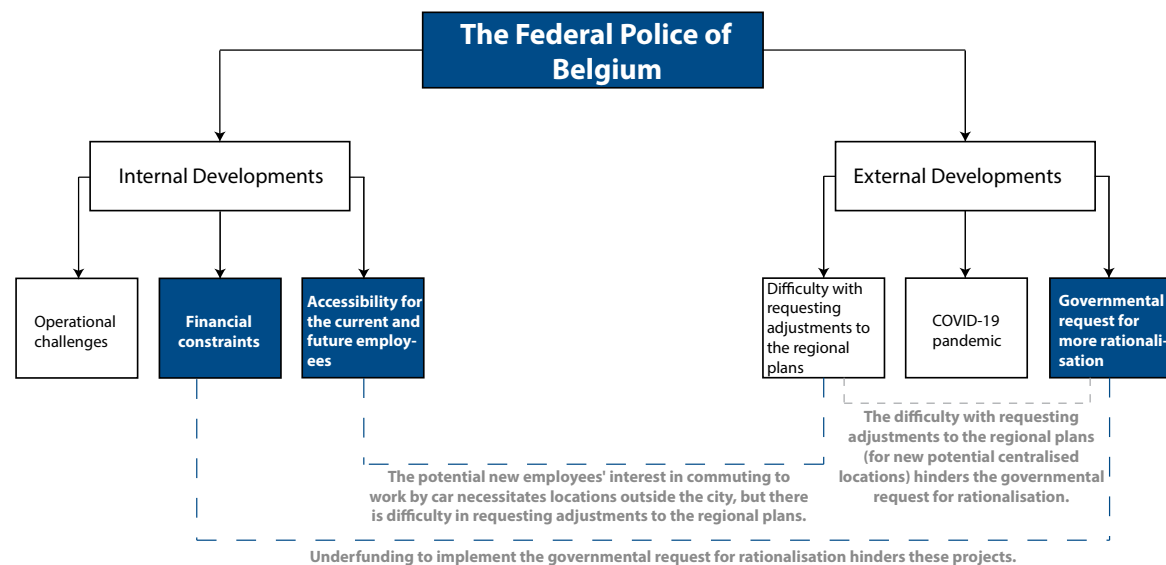 The Federal Police of
Belgium
Internal Developments
External Developments
Operational
challenges
Financial
constraints
Accessibility for
the current and
future employ-
ees
Difficulty with
requesting
adjustments to
the regional
plans
COVID-19
pandemic
Governmental
request for
more rationali-
sation
The difficulty with requesting
adjustments to the regional plans
(for new potential centralised
locations) hinders the governmental
request for rationalisation.
The potential new employees' interest in commuting to
work by car necessitates locations outside the city, but there
is difficulty in requesting adjustments to the regional plans.
Underfunding to implement the governmental request for rationalisation hinders these projects.